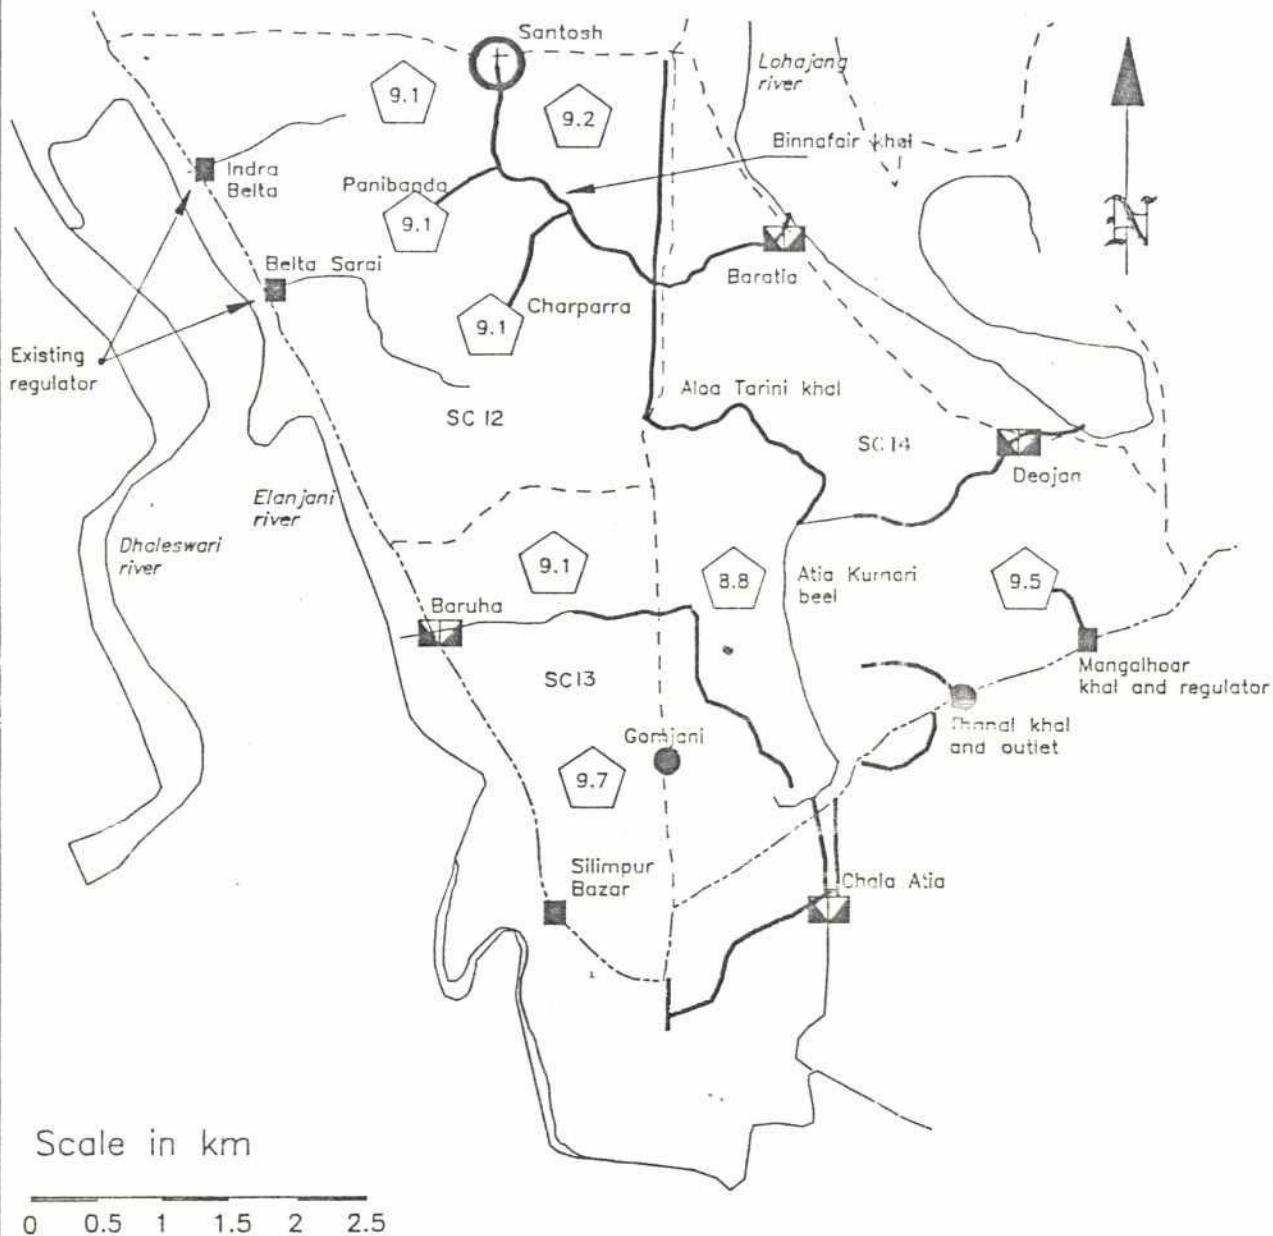 Santosh
Lohajang
river
9.1
9.2
Binnafair khal
Indra
Belta
Panibanda
9.1
N
Belta Sarai
Baratia
Charparra
9.1
Existing
regulator
Aloa Tarini khal
SC 12
SC 14
Deojan
Elanjani
river
Dhaleswari
river
9.1
8.8
Atia Kumari
beel
9.5
Baruha
Mangalhoar
khal and regulator
SC13
khal
and outlet
Gomjani
9.7
Silimpur
Bazar
Chala Atia
Scale in km
0 0.5 1 1.5 2 2.5